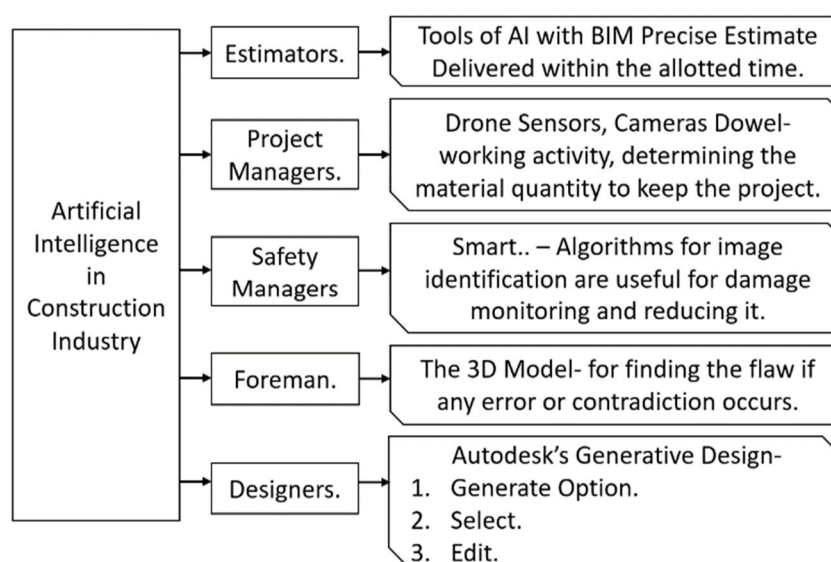 Artificial
Intelligence
in
Construction
Industry
Estimators.
Tools of AI with BIM Precise Estimate
Delivered within the allotted time.
Project
Managers.
Drone Sensors, Cameras Dowel-
working activity, determining the
material quantity to keep the project.
Safety
Managers
Smart.. – Algorithms for image
identification are useful for damage
monitoring and reducing it.
Foreman.
The 3D Model- for finding the flaw if
any error or contradiction occurs.
Designers.
Autodesk's Generative Design-
1. Generate Option.
2. Select.
3. Edit.